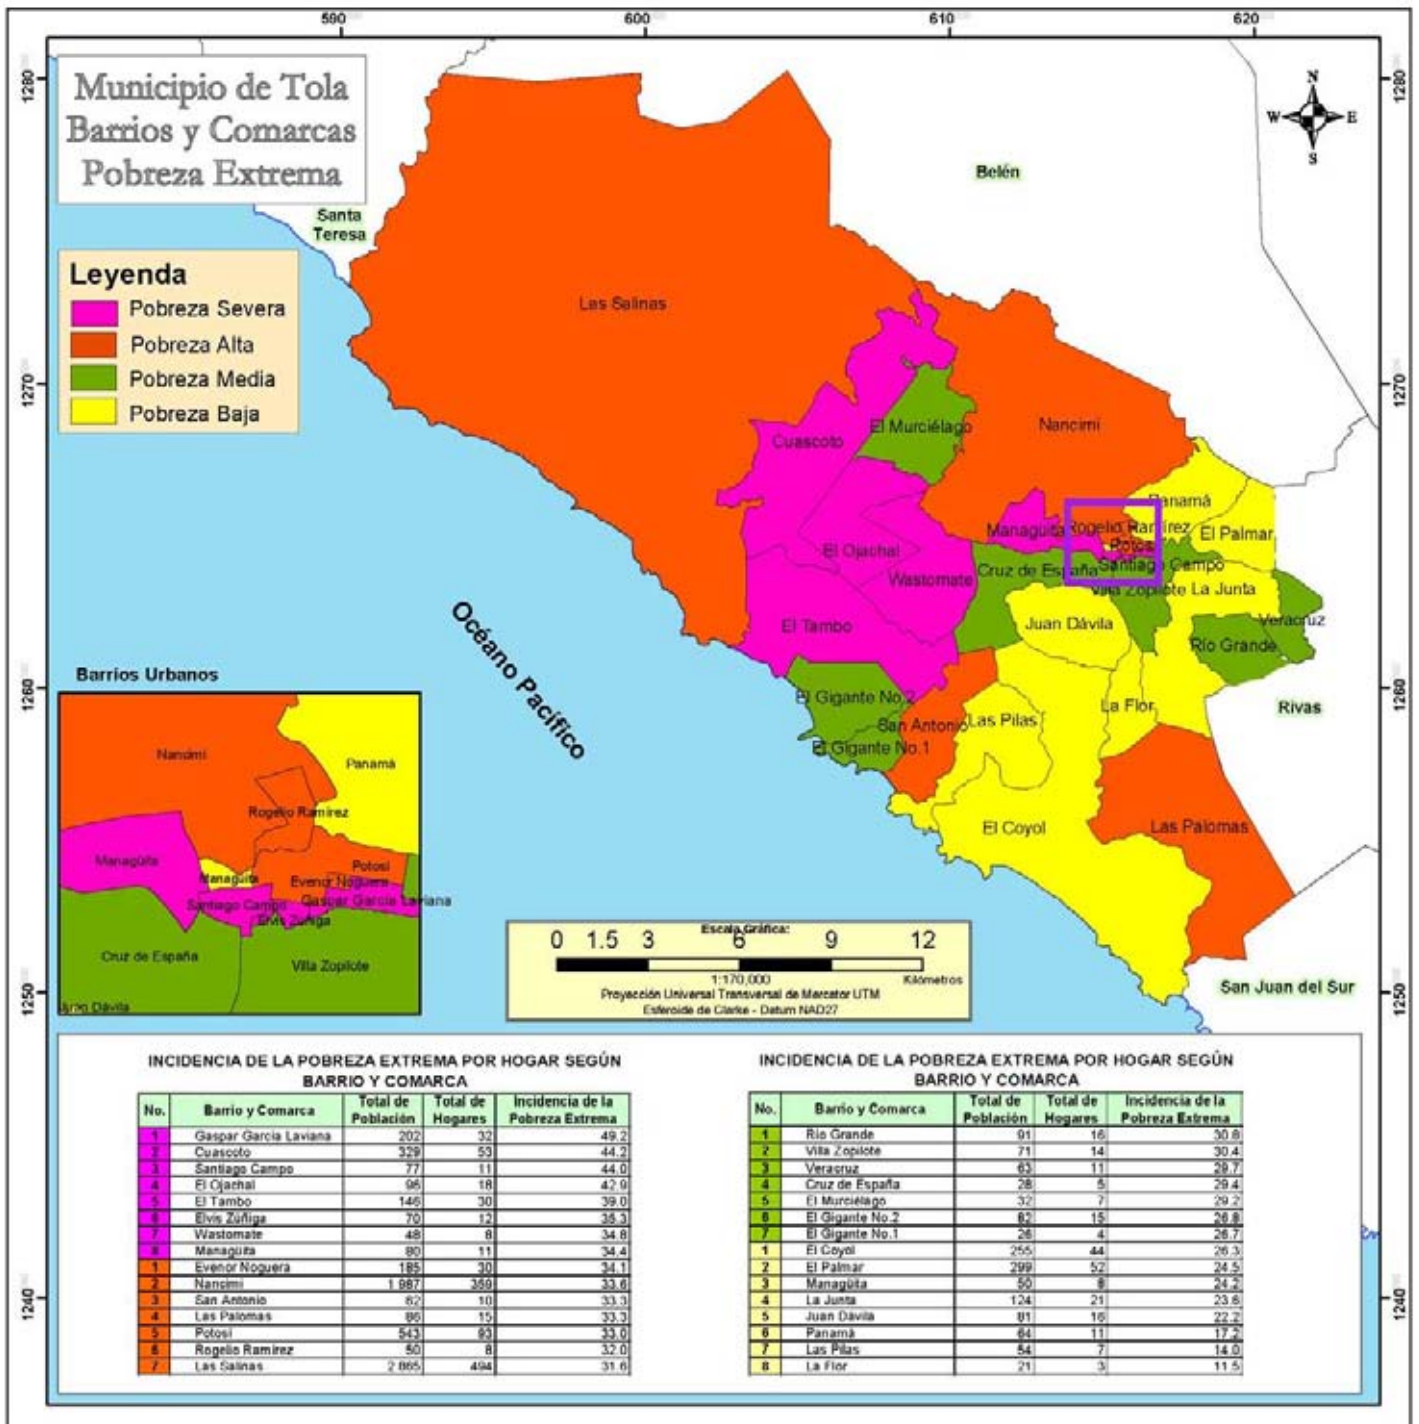 590
600
610
620
1280
1270
1260
1250
1240
1280
1270
1260
1250
1240
Municipio de Tola
Barrios y Comarcas
Pobreza Extrema
N
W
E
S
Belén
Santa
Teresa
Leyenda
Pobreza Severa
Pobreza Alta
Pobreza Media
Pobreza Baja
Las Salinas
Cuascoto
El Murciélago
Nancimi
Panamá
Managüita
Rogelio Ramírez
El Palmar
Potosí
El Ojachal
Cruz de España
Santiago Campo
Wastomate
Villa Zopilote
La Junta
El Tambo
Juan Dávila
Veracruz
Río Grande
El Gigante No.2
San Antonio
Las Pilas
La Flor
Rivas
El Gigante No.1
El Coyol
Las Palomas
San Juan del Sur
Océano Pacífico
Barrios Urbanos
Nancimi
Panamá
Rogelio Ramírez
Managüita
Potosí
Managüita
Evenor Noguera
Santiago Campo
Gaspar García Laviana
Elvis Zúñiga
Cruz de España
Villa Zopilote
Juan Dávila
Escala Gráfica:
0 1.5 3 6 9 12
1:170,000
Kilómetros
Proyección Universal Transversal de Mercator UTM
Esferoide de Clarke - Datum NAD27
INCIDENCIA DE LA POBREZA EXTREMA POR HOGAR SEGÚN
BARRIO Y COMARCA
No. Barrio y Comarca Total de Población Total de Hogares Incidencia de la Pobreza Extrema
1 Gaspar García Laviana 202 32 49.2
2 Cuascoto 329 53 44.2
3 Santiago Campo 77 11 44.0
4 El Ojachal 96 18 42.9
5 El Tambo 146 30 39.0
6 Elvis Zúñiga 70 12 35.3
7 Wastomate 48 8 34.8
8 Managüita 80 11 34.4
1 Evenor Noguera 185 30 34.1
2 Nancimi 1 987 359 33.6
3 San Antonio 62 10 33.3
4 Las Palomas 86 15 33.3
5 Potosí 543 93 33.0
6 Rogelio Ramírez 50 8 32.0
7 Las Salinas 2 865 494 31.6
INCIDENCIA DE LA POBREZA EXTREMA POR HOGAR SEGÚN
BARRIO Y COMARCA
No. Barrio y Comarca Total de Población Total de Hogares Incidencia de la Pobreza Extrema
1 Río Grande 91 16 30.8
2 Villa Zopilote 71 14 30.4
3 Veracruz 63 11 29.7
4 Cruz de España 28 5 29.4
5 El Murciélago 32 7 29.2
6 El Gigante No.2 82 15 26.8
7 El Gigante No.1 26 4 26.7
1 El Coyol 255 44 26.3
2 El Palmar 299 52 24.5
3 Managüita 50 8 24.2
4 La Junta 124 21 23.8
5 Juan Dávila 81 16 22.2
6 Panamá 64 11 17.2
7 Las Pilas 54 7 14.0
8 La Flor 21 3 11.5